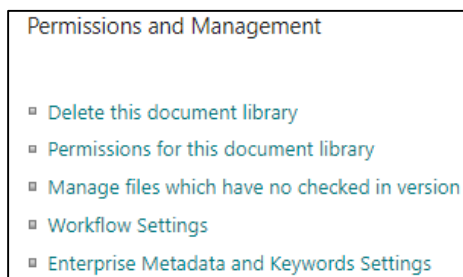 Permissions and Management
Delete this document library
Permissions for this document library
Manage files which have no checked in version
Workflow Settings
Enterprise Metadata and Keywords Settings